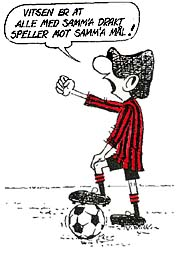 VITSEN ER AT
ALLE MED SAMM'A DRAKT
SPELLER MOT SAMM'A MÅL!